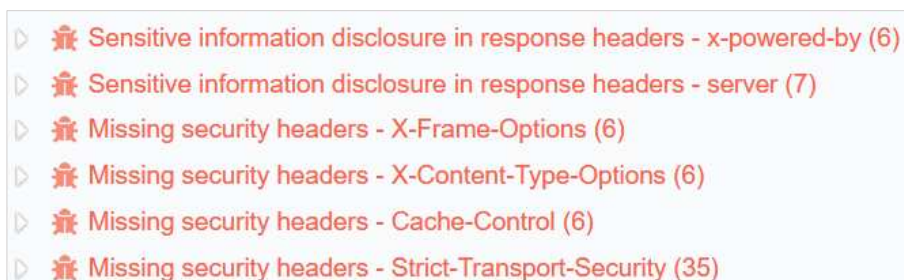 Sensitive information disclosure in response headers - x-powered-by (6)
Sensitive information disclosure in response headers - server (7)
Missing security headers - X-Frame-Options (6)
Missing security headers - X-Content-Type-Options (6)
Missing security headers - Cache-Control (6)
Missing security headers - Strict-Transport-Security (35)